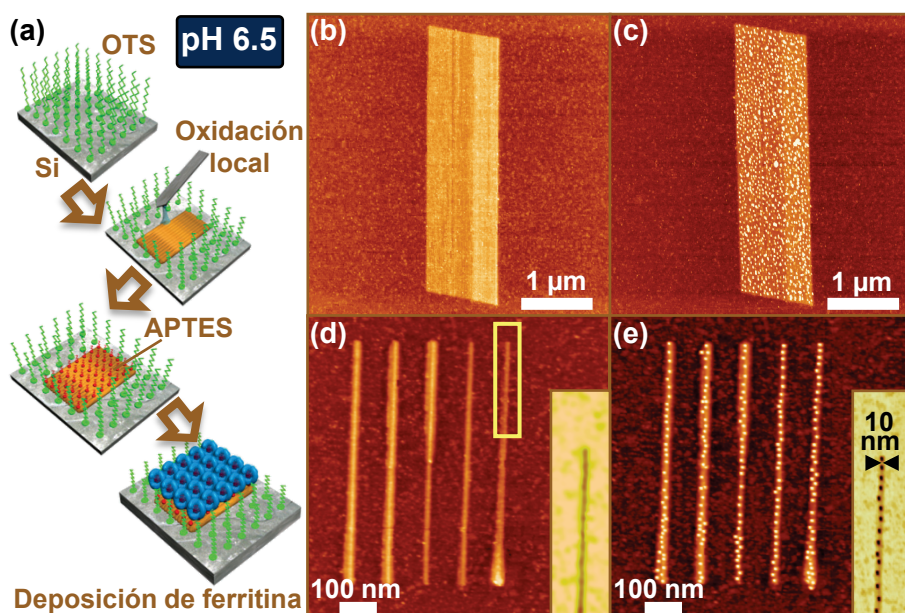 (a)
OTS
pH 6.5
Si
Oxidación
local
APTES
Deposición de ferritina
(b)
1 µm
(c)
1 µm
(d)
100 nm
(e)
10
nm
100 nm